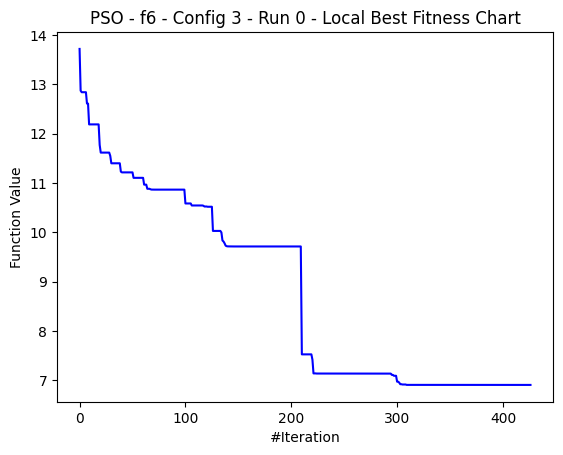 PSO - f6 - Config 3 - Run 0 - Local Best Fitness Chart
14
13
12
11
10
9
8
7
Function Value
0 100 200 300 400
#Iteration